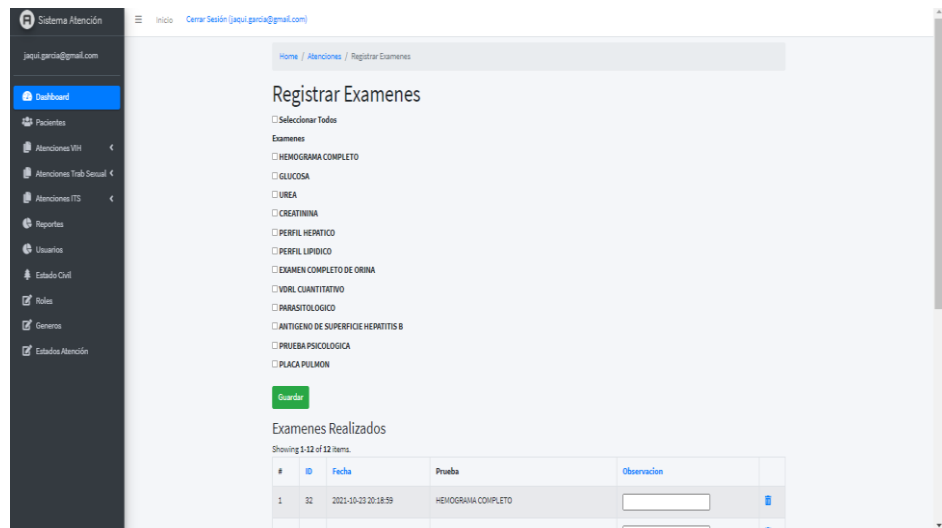 Sistema Atención
Inicio Cerrar Sesión (jaqui.garcia@gmail.com)
jaqui.garcia@gmail.com
Dashboard
Pacientes
Atenciones VIH
Atenciones Trab Sexual
Atenciones ITS
Reportes
Usuarios
Estado Civil
Roles
Generos
Estados Atención
Home / Atenciones / Registrar Examenes
Registrar Examenes
Seleccionar Todos
Examenes
HEMOGRAMA COMPLETO
GLUCOSA
UREA
CREATININA
PERFIL HEPATICO
PERFIL LIPIDICO
EXAMEN COMPLETO DE ORINA
VDRL CUANTITATIVO
PARASITOLOGICO
ANTIGENO DE SUPERFICIE HEPATITIS B
PRUEBA PSICOLOGICA
PLACA PULMON
Guardar
Examenes Realizados
Showing 1-12 of 12 items.
# ID Fecha Prueba Observacion
1 32 2021-10-23 20:18:59 HEMOGRAMA COMPLETO